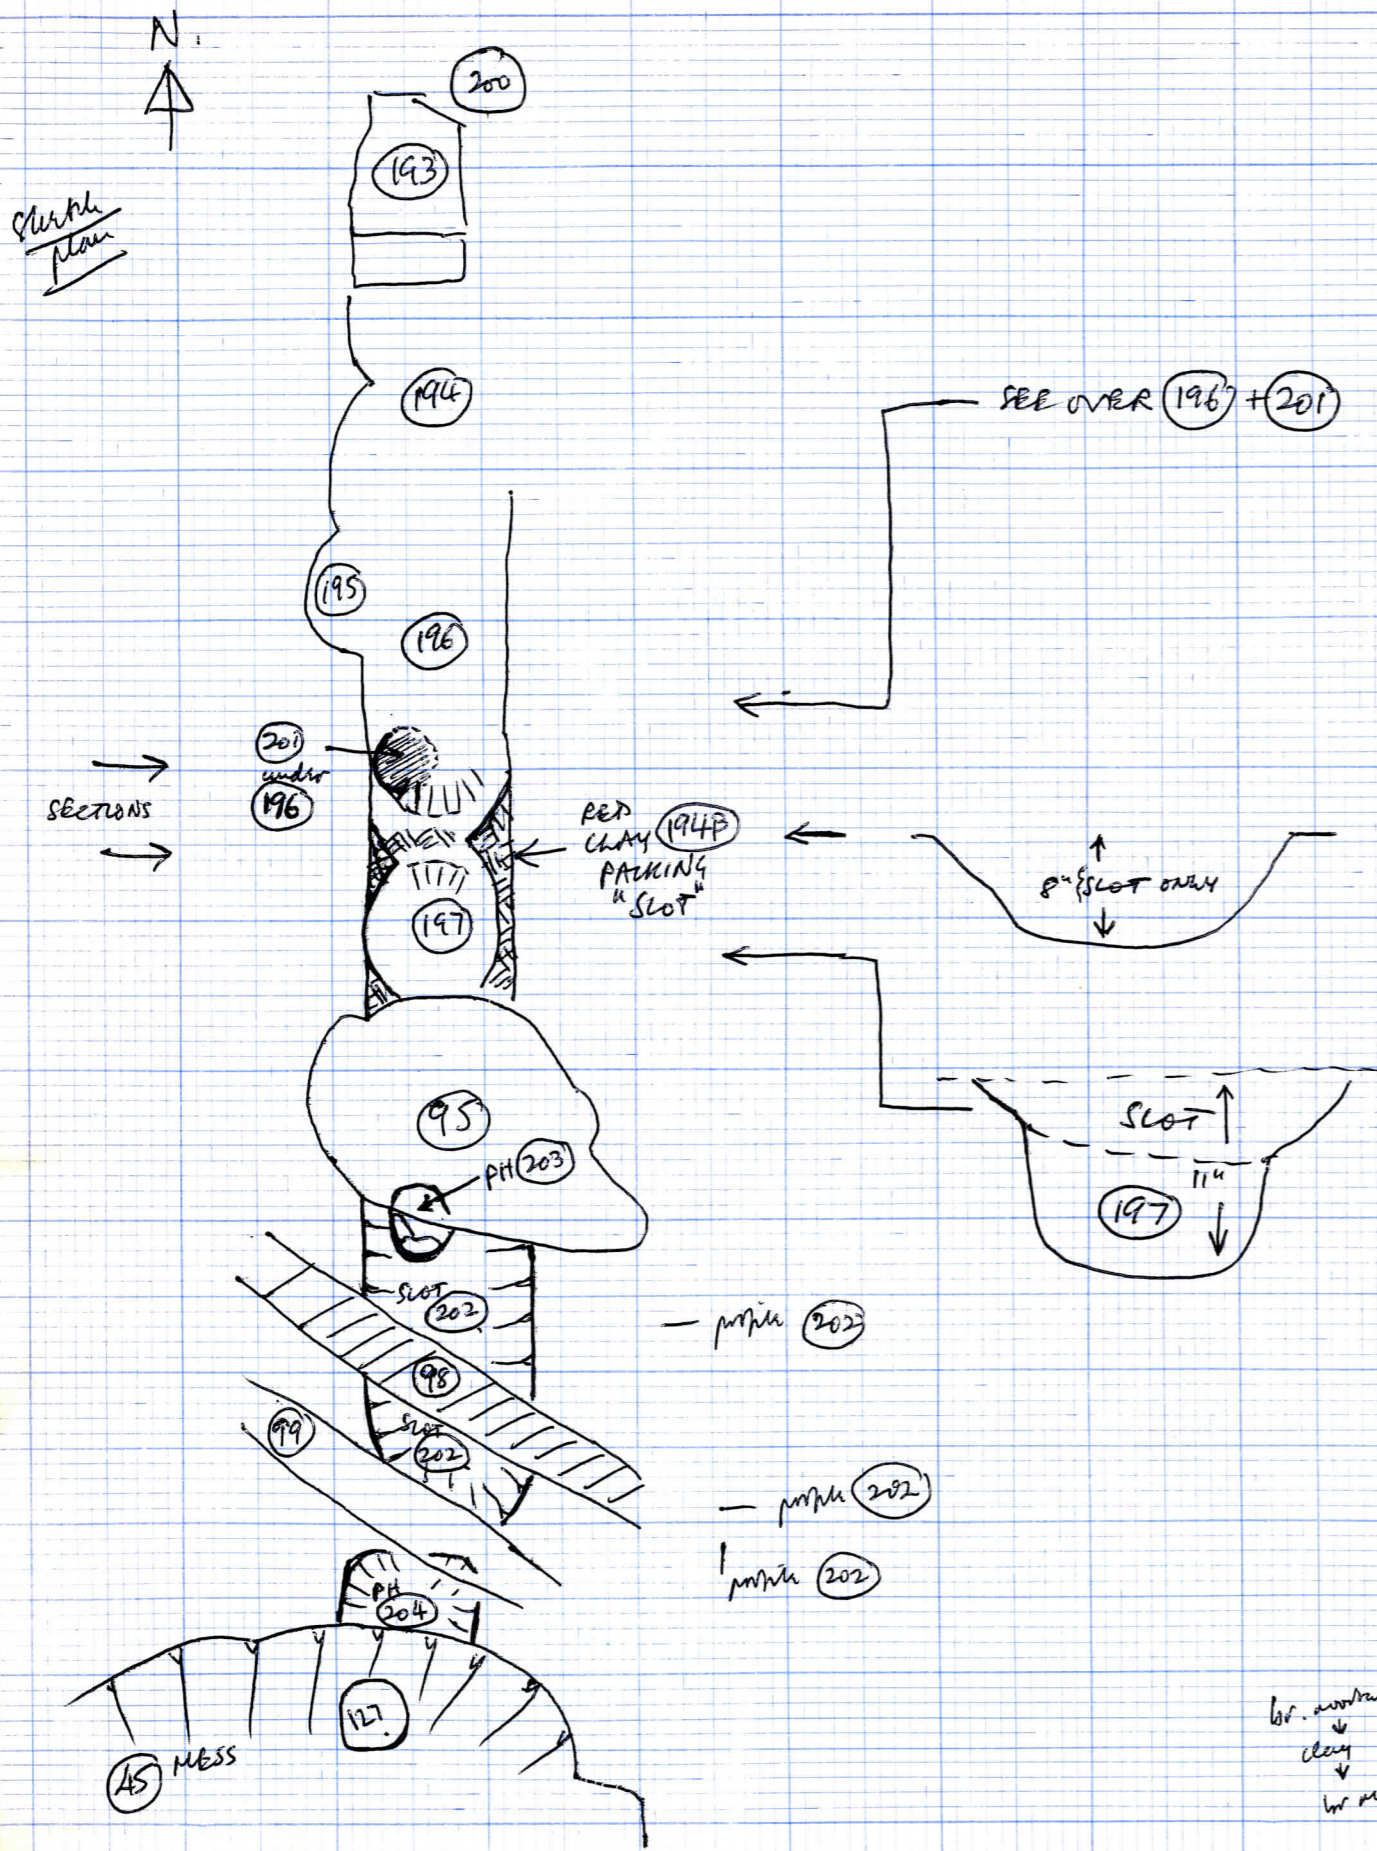 N.
200
193
Sketch
plan
194
SEE OVER 196 + 201
195
196
201
under
196
SECTIONS
RED
CLAY 194B
PACKING
"SLOT"
8" SLOT ONLY
197
95
PH 203
SLOT
11"
197
SLOT
202
profile 202
98
99
SLOT
202
profile 202
profile 202
PH
204
127
45 MESS
clay